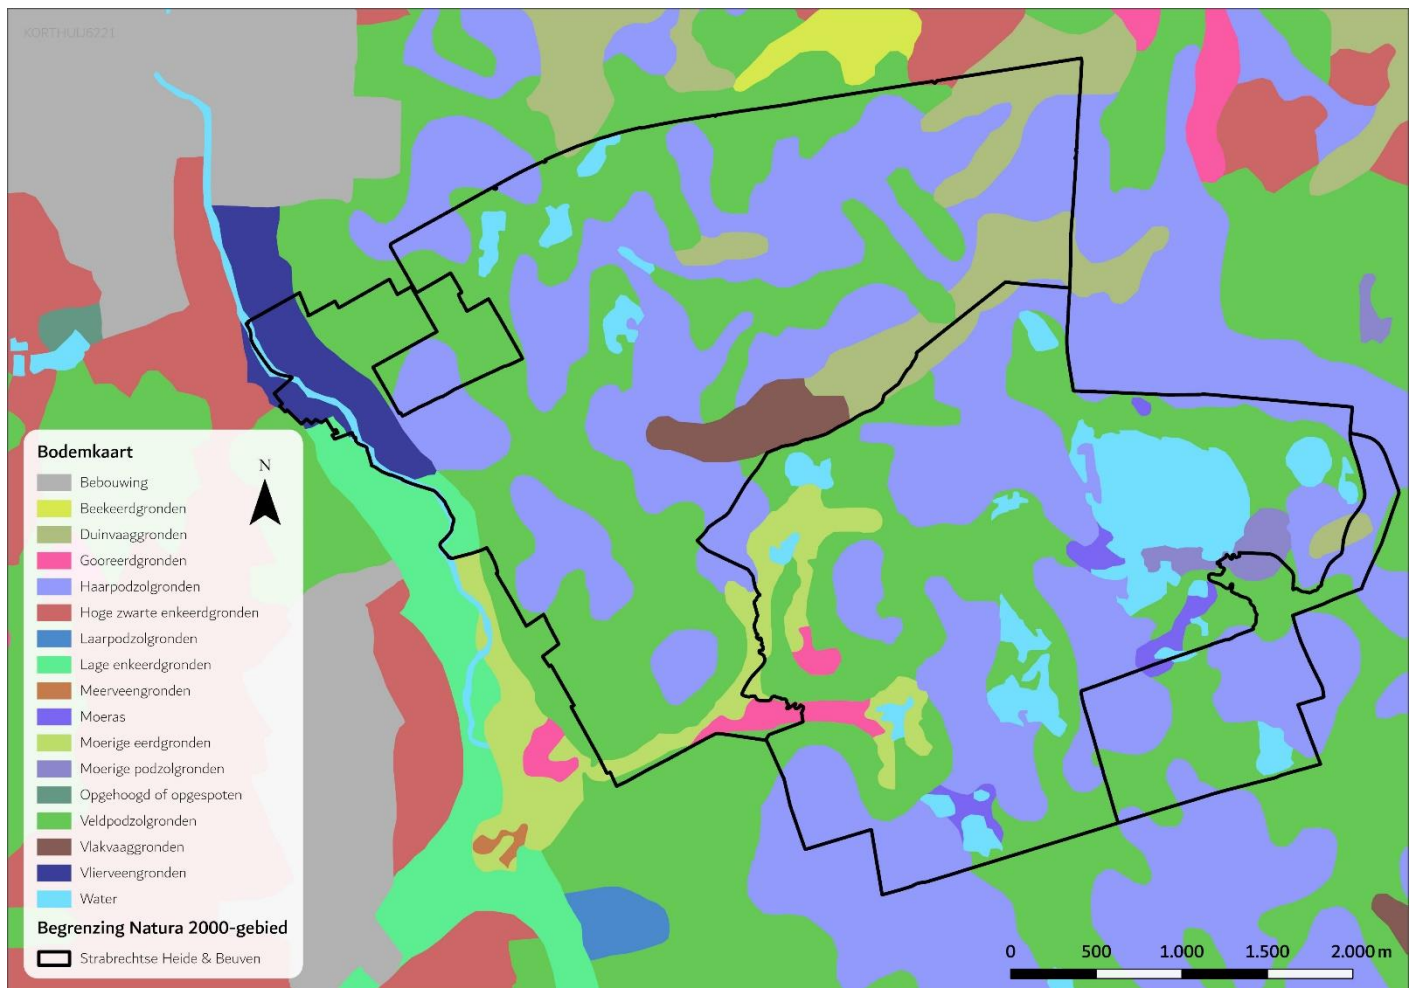 KORTHULI6221
Bodemkaart
N
Bebouwing
Beekeerdgronden
Duinvaaggronden
Gooreerdgronden
Haarpodzolgronden
Hoge zwarte enkeerdgronden
Laarpodzolgronden
Lage enkeerdgronden
Meerveengronden
Moeras
Moerige eerdgronden
Moerige podzolgronden
Opgehoogd of opgespoten
Veldpodzolgronden
Vlakvaaggronden
Vlierveengronden
Water
Begrenzing Natura 2000-gebied
Strabrechtse Heide & Beuven
0 500 1.000 1.500 2.000 m